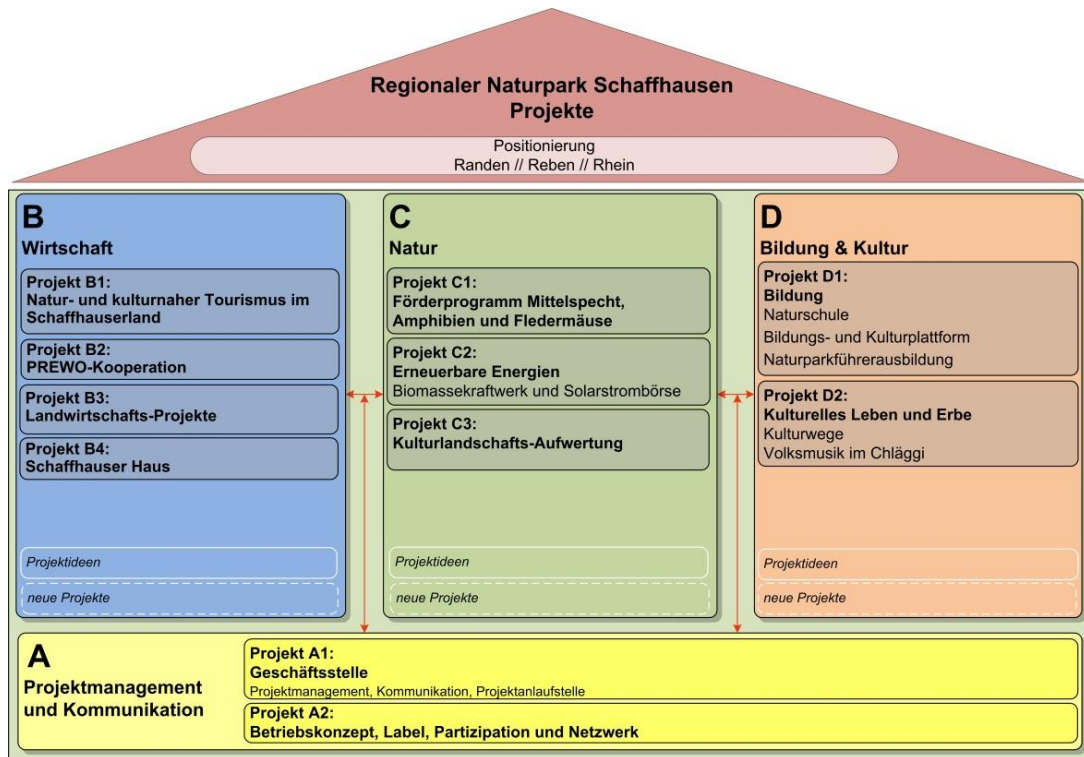 Regionaler Naturpark Schaffhausen
Projekte
Positionierung
Randen // Reben // Rhein
B
Wirtschaft
Projekt B1:
Natur- und kulturnaher Tourismus im
Schaffhauserland
Projekt B2:
PREWO-Kooperation
Projekt B3:
Landwirtschafts-Projekte
Projekt B4:
Schaffhauser Haus
Projektideen
neue Projekte
C
Natur
Projekt C1:
Förderprogramm Mittelspecht,
Amphibien und Fledermäuse
Projekt C2:
Erneuerbare Energien
Biomassekraftwerk und Solarstrombörse
Projekt C3:
Kulturlandschafts-Aufwertung
Projektideen
neue Projekte
D
Bildung & Kultur
Projekt D1:
Bildung
Naturschule
Bildungs- und Kulturplattform
Naturparkführerausbildung
Projekt D2:
Kulturelles Leben und Erbe
Kulturwege
Volksmusik im Chläggi
Projektideen
neue Projekte
A
Projektmanagement
und Kommunikation
Projekt A1:
Geschäftsstelle
Projektmanagement, Kommunikation, Projektanlaufstelle
Projekt A2:
Betriebskonzept, Label, Partizipation und Netzwerk